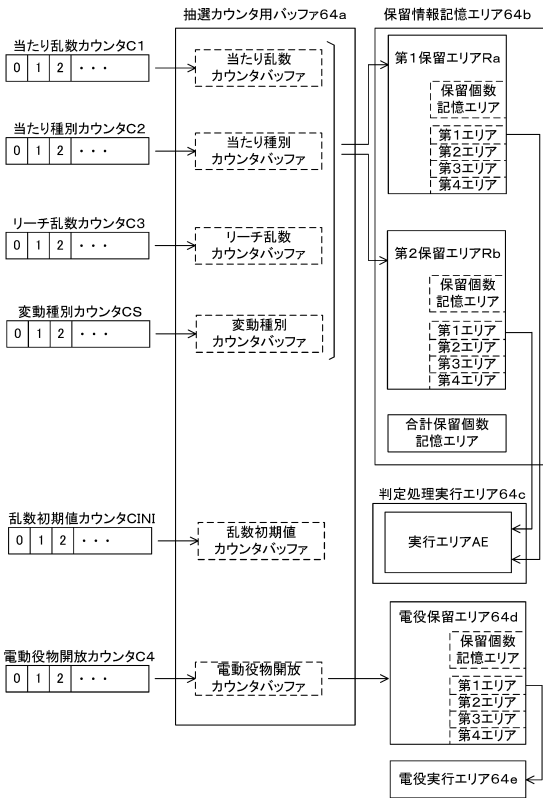 抽選カウンタ用バッファ64a
保留情報記憶エリア64b
当たり乱数カウンタC1
0 1 2 ・・・
当たり乱数
カウンタバッファ
当たり種別カウンタC2
0 1 2 ・・・
当たり種別
カウンタバッファ
リーチ乱数カウンタC3
0 1 2 ・・・
リーチ乱数
カウンタバッファ
変動種別カウンタCS
0 1 2 ・・・
変動種別
カウンタバッファ
第1保留エリアRa
保留個数
記憶エリア
第1エリア
第2エリア
第3エリア
第4エリア
第2保留エリアRb
保留個数
記憶エリア
第1エリア
第2エリア
第3エリア
第4エリア
合計保留個数
記憶エリア
判定処理実行エリア64c
実行エリアAE
乱数初期値カウンタCINI
0 1 2 ・・・
乱数初期値
カウンタバッファ
電動役物開放カウンタC4
0 1 2 ・・・
電動役物開放
カウンタバッファ
電役保留エリア64d
保留個数
記憶エリア
第1エリア
第2エリア
第3エリア
第4エリア
電役実行エリア64e